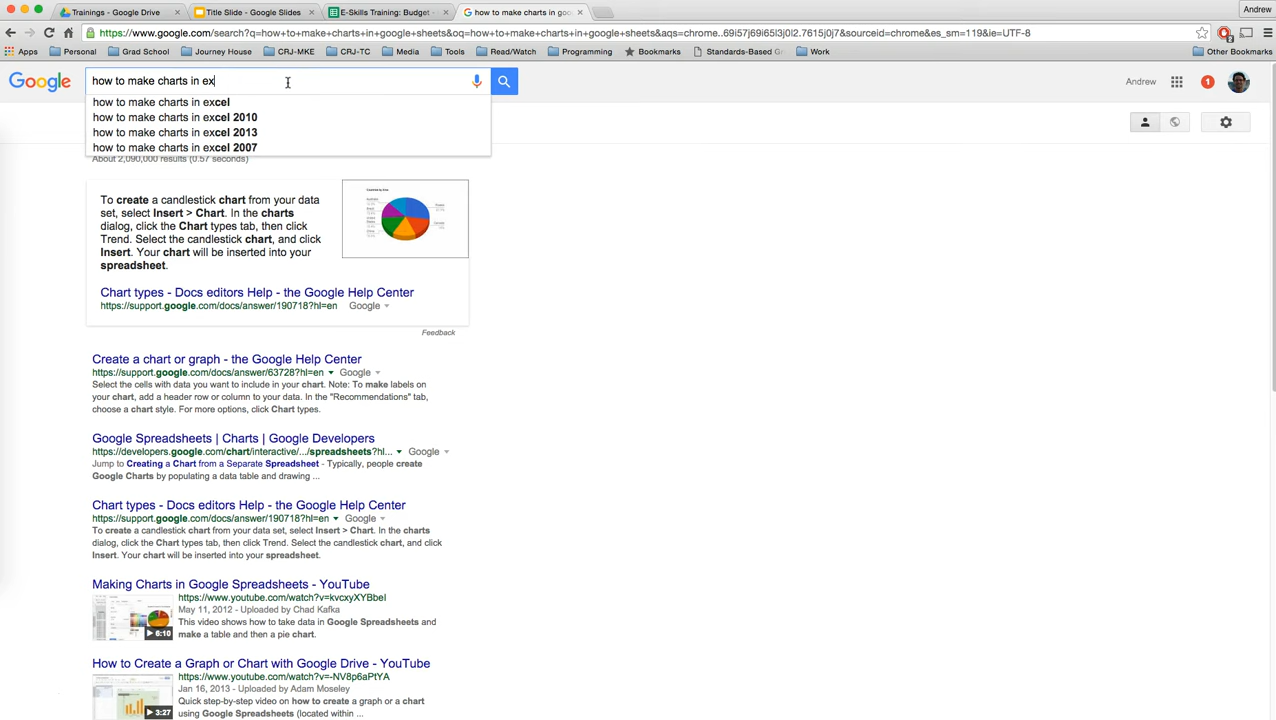 Trainings - Google Drive
Title Slide - Google Slides
E-Skills Training: Budget -
how to make charts in goo
Andrew
https://www.google.com/search?q=how+to+make+charts+in+google+sheets&oq=how+to+make+charts+in+google+sheets&aqs=chrome..69i57j69i60l3j69i61l2.7615j0j9&sourceid=chrome&es_sm=119&ie=UTF-8
Apps
Personal
Grad School
Journey House
CRJ-MKE
CRJ-TC
Media
Tools
Read/Watch
Programming
Bookmarks
Standards-Based Gr
Work
Other Bookmarks
Google
how to make charts in ex
Andrew
1
how to make charts in excel
how to make charts in excel 2010
how to make charts in excel 2013
how to make charts in excel 2007
About 2,090,000 results (0.57 seconds)
To create a candlestick chart from your data
set, select Insert > Chart. In the charts
dialog, click the Chart types tab, then click
Trend. Select the candlestick chart, and click
Insert. Your chart will be inserted into your
spreadsheet.
Chart types - Docs editors Help - the Google Help Center
https://support.google.com/docs/answer/190718?hl=en Google
Feedback
Create a chart or graph - the Google Help Center
https://support.google.com/docs/answer/63728?hl=en Google
Select the cells with data you want to include in your chart. Note: To make labels on
your chart, add a header row or column to your data. In the "Recommendations" tab,
choose a chart style. For more options, click Chart types.
Google Spreadsheets | Charts | Google Developers
https://developers.google.com/chart/interactive/.../spreadsheets?hl... Google
Jump to Creating a Chart from a Separate Spreadsheet - Typically, people create
Google Charts by populating a data table and drawing ...
Chart types - Docs editors Help - the Google Help Center
https://support.google.com/docs/answer/190718?hl=en Google
To create a candlestick chart from your data set, select Insert > Chart. In the charts
dialog, click the Chart types tab, then click Trend. Select the candlestick chart, and click
Insert. Your chart will be inserted into your spreadsheet.
Making Charts in Google Spreadsheets - YouTube
https://www.youtube.com/watch?v=kvcxyXYBbeI
May 11, 2012 - Uploaded by Chad Kafka
This video shows how to take data in Google Spreadsheets and
make a table and then a pie chart.
6:10
How to Create a Graph or Chart with Google Drive - YouTube
https://www.youtube.com/watch?v=-NV8p6aPtYA
Jan 16, 2013 - Uploaded by Adam Moseley
Quick step-by-step video on how to create a graph or a chart
using Google Spreadsheets (located within ...
3:27